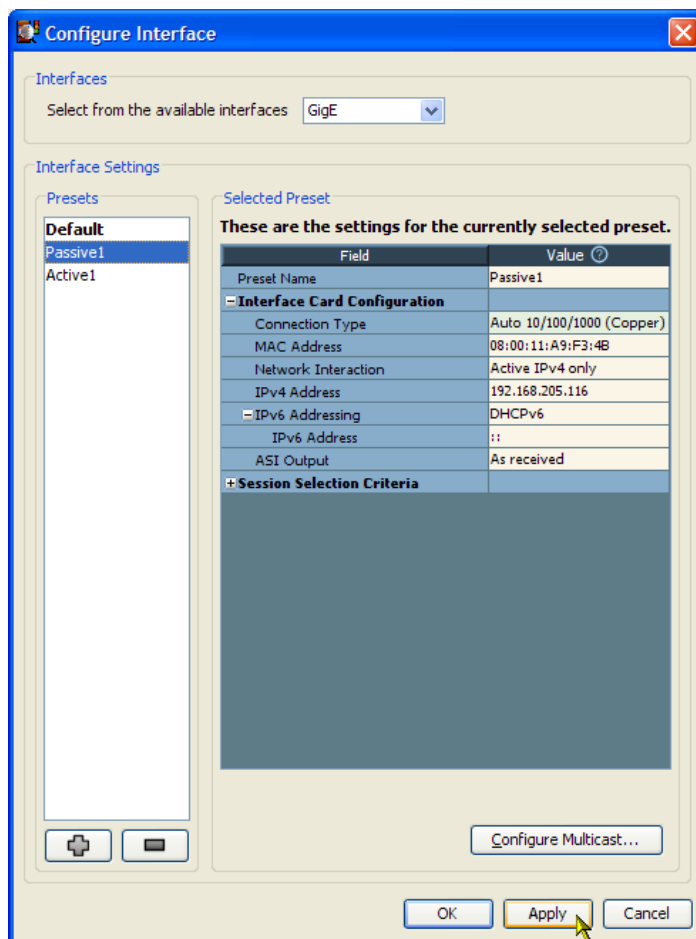 Configure Interface
Interfaces
Select from the available interfaces GigE
Interface Settings
Presets
Default
Passive1
Active1
Selected Preset
These are the settings for the currently selected preset.
Field Value ?
Preset Name Passive1
Interface Card Configuration
Connection Type Auto 10/100/1000 (Copper)
MAC Address 08:00:11:A9:F3:4B
Network Interaction Active IPv4 only
IPv4 Address 192.168.205.116
IPv6 Addressing DHCPv6
IPv6 Address ::
ASI Output As received
Session Selection Criteria
Configure Multicast...
OK Apply Cancel